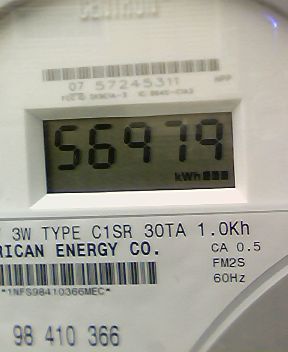 CENTRON
07 57245311
56979
kWh
3W TYPE C1SR 30TA 1.0Kh
RICAN ENERGY CO.
CA 0.5
FM2S
60Hz
*1NFS98410366MEC*
98 410 366